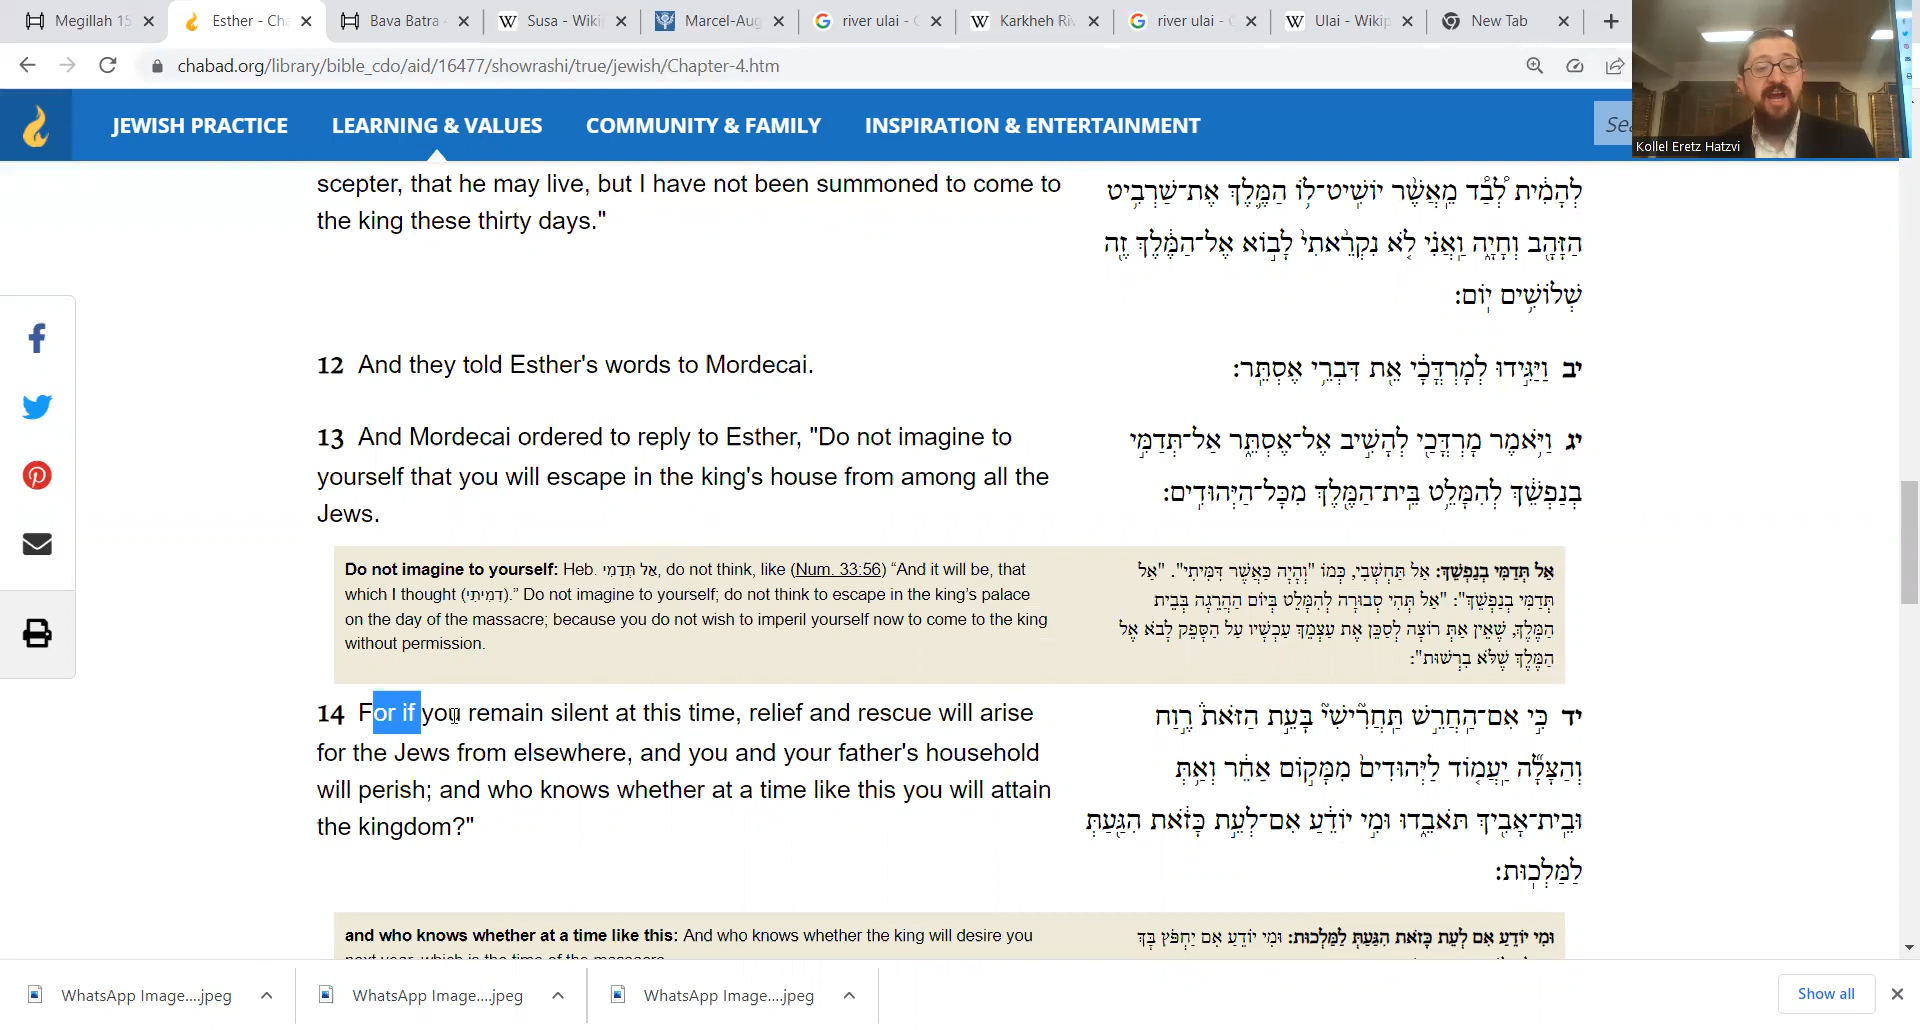 Megillah 15
Esther - Cha
Bava Batra 4
Susa - Wiki
Marcel-Aug
river ulai - G
Karkheh Riv
river ulai - G
Ulai - Wikip
New Tab
chabad.org/library/bible_cdo/aid/16477/showrashi/true/jewish/Chapter-4.htm
JEWISH PRACTICE LEARNING & VALUES COMMUNITY & FAMILY INSPIRATION & ENTERTAINMENT
Kollel Eretz Hatzvi
scepter, that he may live, but I have not been summoned to come to
the king these thirty days."
לְהָמִ֗ית לְ֠בַ֠ד מֵֽאֲשֶׁ֨ר יֽוֹשִׁיט־ל֥וֹ הַמֶּ֛לֶךְ אֶת־שַׁרְבִ֥יט
הַזָּהָ֖ב וְחָיָ֑ה וַֽאֲנִ֗י לֹ֤א נִקְרֵ֨אתִי֙ לָב֣וֹא אֶל־הַמֶּ֔לֶךְ זֶ֖ה
שְׁלוֹשִׁ֥ים יֽוֹם:
12 And they told Esther's words to Mordecai.
יב וַיַּגִּ֣ידוּ לְמָרְדֳּכָ֔י אֵ֖ת דִּבְרֵ֥י אֶסְתֵּֽר:
13 And Mordecai ordered to reply to Esther, "Do not imagine to
yourself that you will escape in the king's house from among all the
Jews.
יג וַיֹּ֥אמֶר מָרְדֳּכַ֖י לְהָשִׁ֣יב אֶל־אֶסְתֵּ֑ר אַל־תְּדַמִּ֣י
בְנַפְשֵׁ֔ךְ לְהִמָּלֵ֥ט בֵּֽית־הַמֶּ֖לֶךְ מִכָּל־הַיְּהוּדִֽים:
Do not imagine to yourself: Heb. אַל תְּדַמִּי, do not think, like (Num. 33:56) “And it will be, that
which I thought (דִמִּיתִי).” Do not imagine to yourself; do not think to escape in the king’s palace
on the day of the massacre; because you do not wish to imperil yourself now to come to the king
without permission.
אַל תְּדַמִּי בְנַפְשֵׁךְ: אַל תַּחְשְׁבִי, כְּמוֹ "וְהָיָה כַּאֲשֶׁר דִּמִּיתִי". "אַל
תְּדַמִּי בְנַפְשֵׁךְ": "אַל תְּהִי סְבוּרָה לְהִמָּלֵט בְּיוֹם הַהֲרֵגָה בְּבֵית
הַמֶּלֶךְ, שֶׁאֵין אַתְּ רוֹצָה לְסַכֵּן אֶת עַצְמֵךְ עַכְשָׁיו עַל הַסָּפֵק לָבֹא אֶל
הַמֶּלֶךְ שֶׁלֹּא בִרְשׁוּת":
14 For if you remain silent at this time, relief and rescue will arise
for the Jews from elsewhere, and you and your father's household
will perish; and who knows whether at a time like this you will attain
the kingdom?"
יד כִּ֣י אִם־הַֽחֲרֵ֣שׁ תַּֽחֲרִ֘ישִׁי֘ בָּעֵ֣ת הַזֹּאת֒ רֶ֣וַח
וְהַצָּלָ֞ה יַֽעֲמ֤וֹד לַיְּהוּדִים֙ מִמָּק֣וֹם אַחֵ֔ר וְאַ֥תְּ
וּבֵֽית־אָבִ֖יךְ תֹּאבֵ֑דוּ וּמִ֣י יוֹדֵ֔עַ אִם־לְעֵ֣ת כָּזֹ֔את הִגַּ֖עַתְּ
לַמַּלְכֽוּת:
and who knows whether at a time like this: And who knows whether the king will desire you
וּמִי יוֹדֵעַ אִם לְעֵת כָּזֹאת הִגַּעַתְּ לַמַּלְכוּת: וּמִי יוֹדֵעַ אִם יַחְפֹּץ בָּךְ
WhatsApp Image....jpeg
WhatsApp Image....jpeg
WhatsApp Image....jpeg
Show all